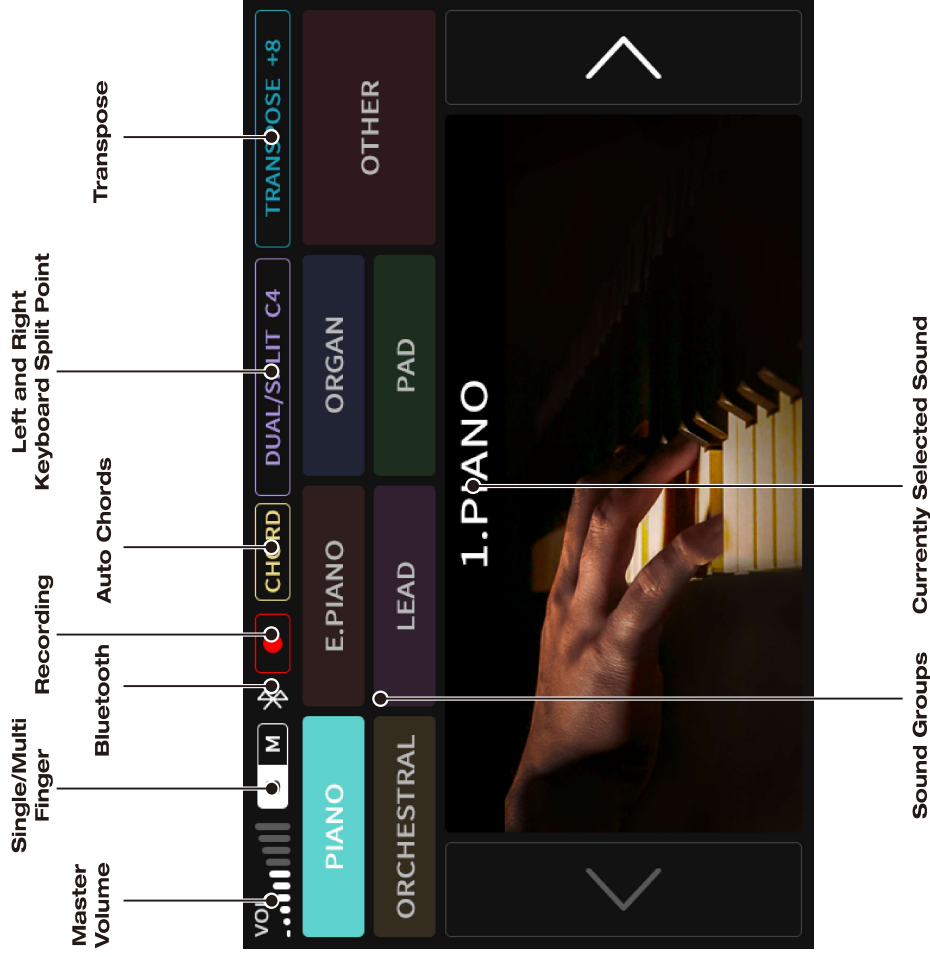 Master
Volume
Single/Multi
Finger
Bluetooth
Recording
Auto Chords
Left and Right
Keyboard Split Point
Transpose
VOL
M
CHORD
DUAL/SPLIT C4
TRANSPOSE +8
PIANO
E.PIANO
ORGAN
OTHER
ORCHESTRAL
LEAD
PAD
1.PIANO
Sound Groups
Currently Selected Sound